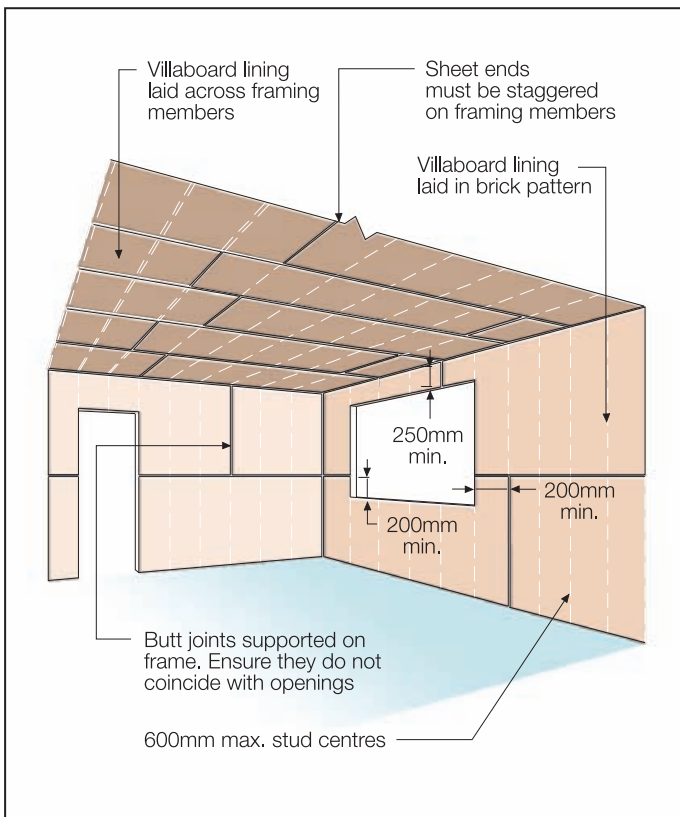 Villaboard lining
laid across framing
members
Sheet ends
must be staggered
on framing members
Villaboard lining
laid in brick pattern
250mm
min.
200mm
min.
200mm
min.
Butt joints supported on
frame. Ensure they do not
coincide with openings
600mm max. stud centres